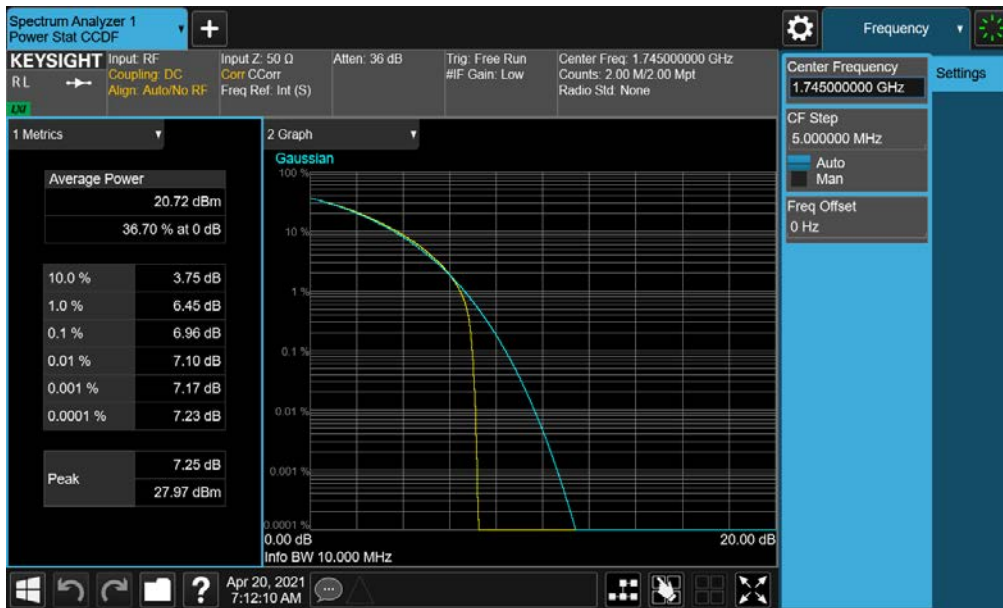 Spectrum Analyzer 1
Power Stat CCDF
Frequency
KEYSIGHT
R L
LXI
Input: RF
Coupling: DC
Align: Auto/No RF
Input Z: 50 Ω
Corr CCorr
Freq Ref: Int (S)
Atten: 36 dB
Trig: Free Run
#IF Gain: Low
Center Freq: 1.745000000 GHz
Counts: 2.00 M/2.00 Mpt
Radio Std: None
Center Frequency
1.745000000 GHz
Settings
CF Step
5.000000 MHz
Auto
Man
Freq Offset
0 Hz
1 Metrics
Average Power
20.72 dBm
36.70 % at 0 dB
10.0 % 3.75 dB
1.0 % 6.45 dB
0.1 % 6.96 dB
0.01 % 7.10 dB
0.001 % 7.17 dB
0.0001 % 7.23 dB
Peak
7.25 dB
27.97 dBm
2 Graph
Gaussian
100 %
10 %
1 %
0.1 %
0.01 %
0.001 %
0.0001 %
0.00 dB 20.00 dB
Info BW 10.000 MHz
?
Apr 20, 2021
7:12:10 AM